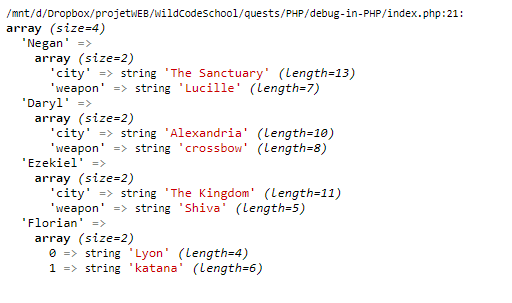 /mnt/d/Dropbox/projetWEB/WildCodeSchool/quests/PHP/debug-in-PHP/index.php:21:
array (size=4)
  'Negan' =>
    array (size=2)
      'city' => string 'The Sanctuary' (length=13)
      'weapon' => string 'Lucille' (length=7)
  'Daryl' =>
    array (size=2)
      'city' => string 'Alexandria' (length=10)
      'weapon' => string 'crossbow' (length=8)
  'Ezekiel' =>
    array (size=2)
      'city' => string 'The Kingdom' (length=11)
      'weapon' => string 'Shiva' (length=5)
  'Florian' =>
    array (size=2)
      0 => string 'Lyon' (length=4)
      1 => string 'katana' (length=6)